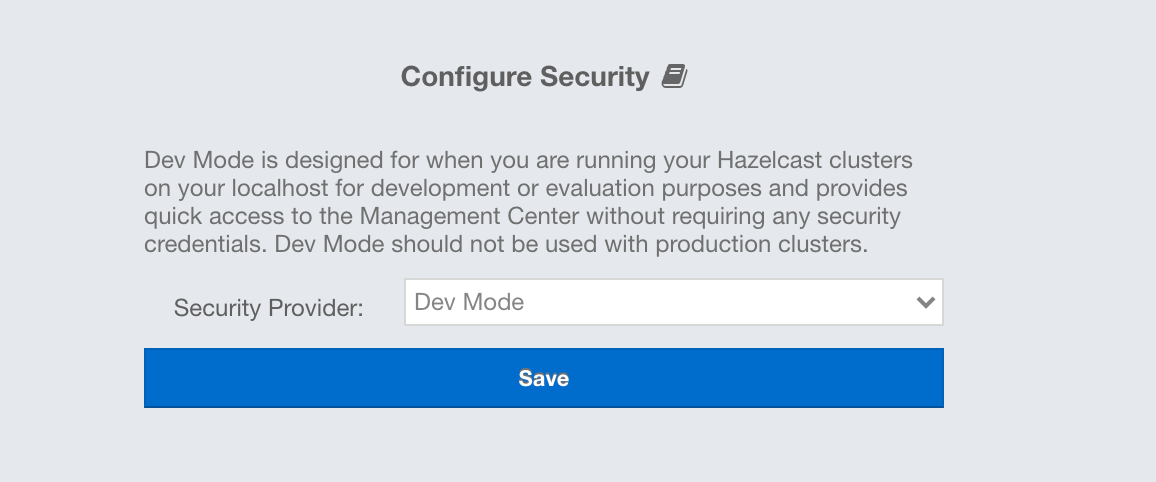 Configure Security
Dev Mode is designed for when you are running your Hazelcast clusters
on your localhost for development or evaluation purposes and provides
quick access to the Management Center without requiring any security
credentials. Dev Mode should not be used with production clusters.
Security Provider: Dev Mode
Save